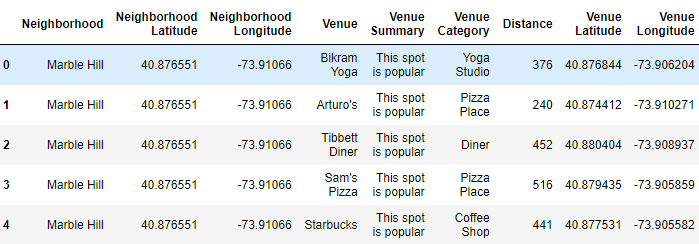 Neighborhood Neighborhood Latitude Neighborhood Longitude Venue Venue Summary Venue Category Distance Venue Latitude Venue Longitude
0 Marble Hill 40.876551 -73.91066 Bikram Yoga This spot is popular Yoga Studio 376 40.876844 -73.906204
1 Marble Hill 40.876551 -73.91066 Arturo's This spot is popular Pizza Place 240 40.874412 -73.910271
2 Marble Hill 40.876551 -73.91066 Tibbett Diner This spot is popular Diner 452 40.880404 -73.908937
3 Marble Hill 40.876551 -73.91066 Sam's Pizza This spot is popular Pizza Place 516 40.879435 -73.905859
4 Marble Hill 40.876551 -73.91066 Starbucks This spot is popular Coffee Shop 441 40.877531 -73.905582